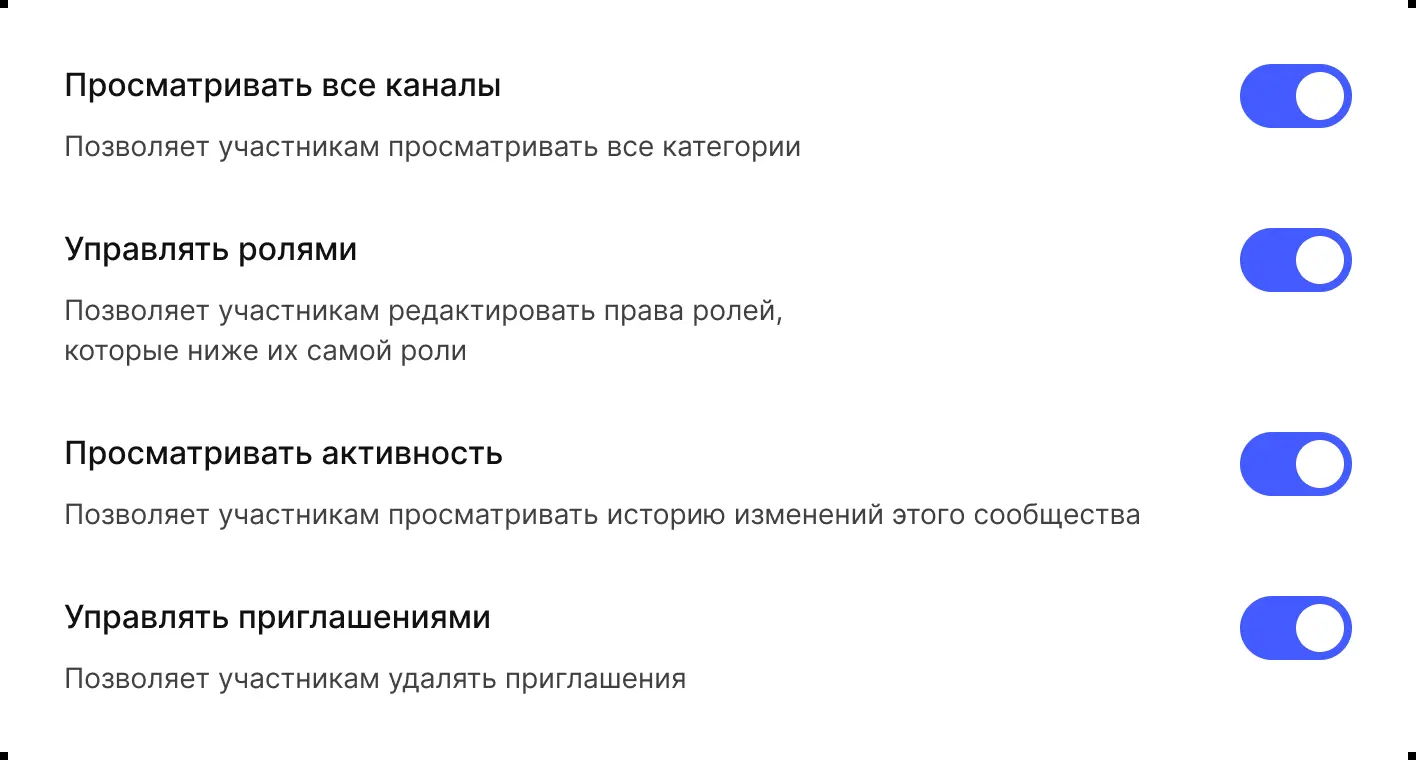 Просматривать все каналы
Позволяет участникам просматривать все категории
Управлять ролями
Позволяет участникам редактировать права ролей,
которые ниже их самой роли
Просматривать активность
Позволяет участникам просматривать историю изменений этого сообщества
Управлять приглашениями
Позволяет участникам удалять приглашения